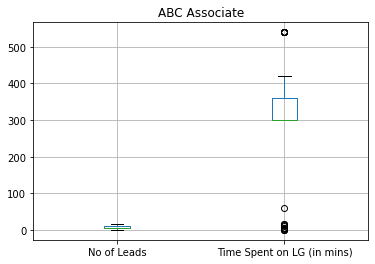 ABC Associate
500
400
300
200
100
0
No of Leads
Time Spent on LG (in mins)